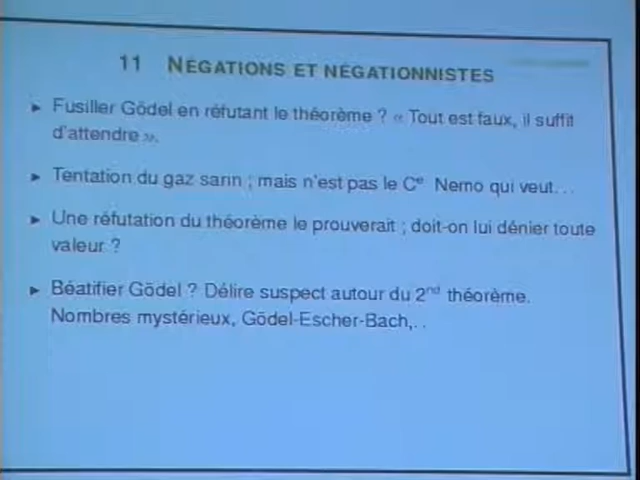 11 NÉGATIONS ET NÉGATIONNISTES
► Fusiller Gödel en réfutant le théorème ? « Tout est faux, il suffit
d'attendre ».
► Tentation du gaz sarin ; mais n'est pas le Cᵉ Nemo qui veut...
► Une réfutation du théorème le prouverait ; doit-on lui dénier toute
valeur ?
► Béatifier Gödel ? Délire suspect autour du 2ⁿᵈ théorème.
Nombres mystérieux, Gödel-Escher-Bach,..